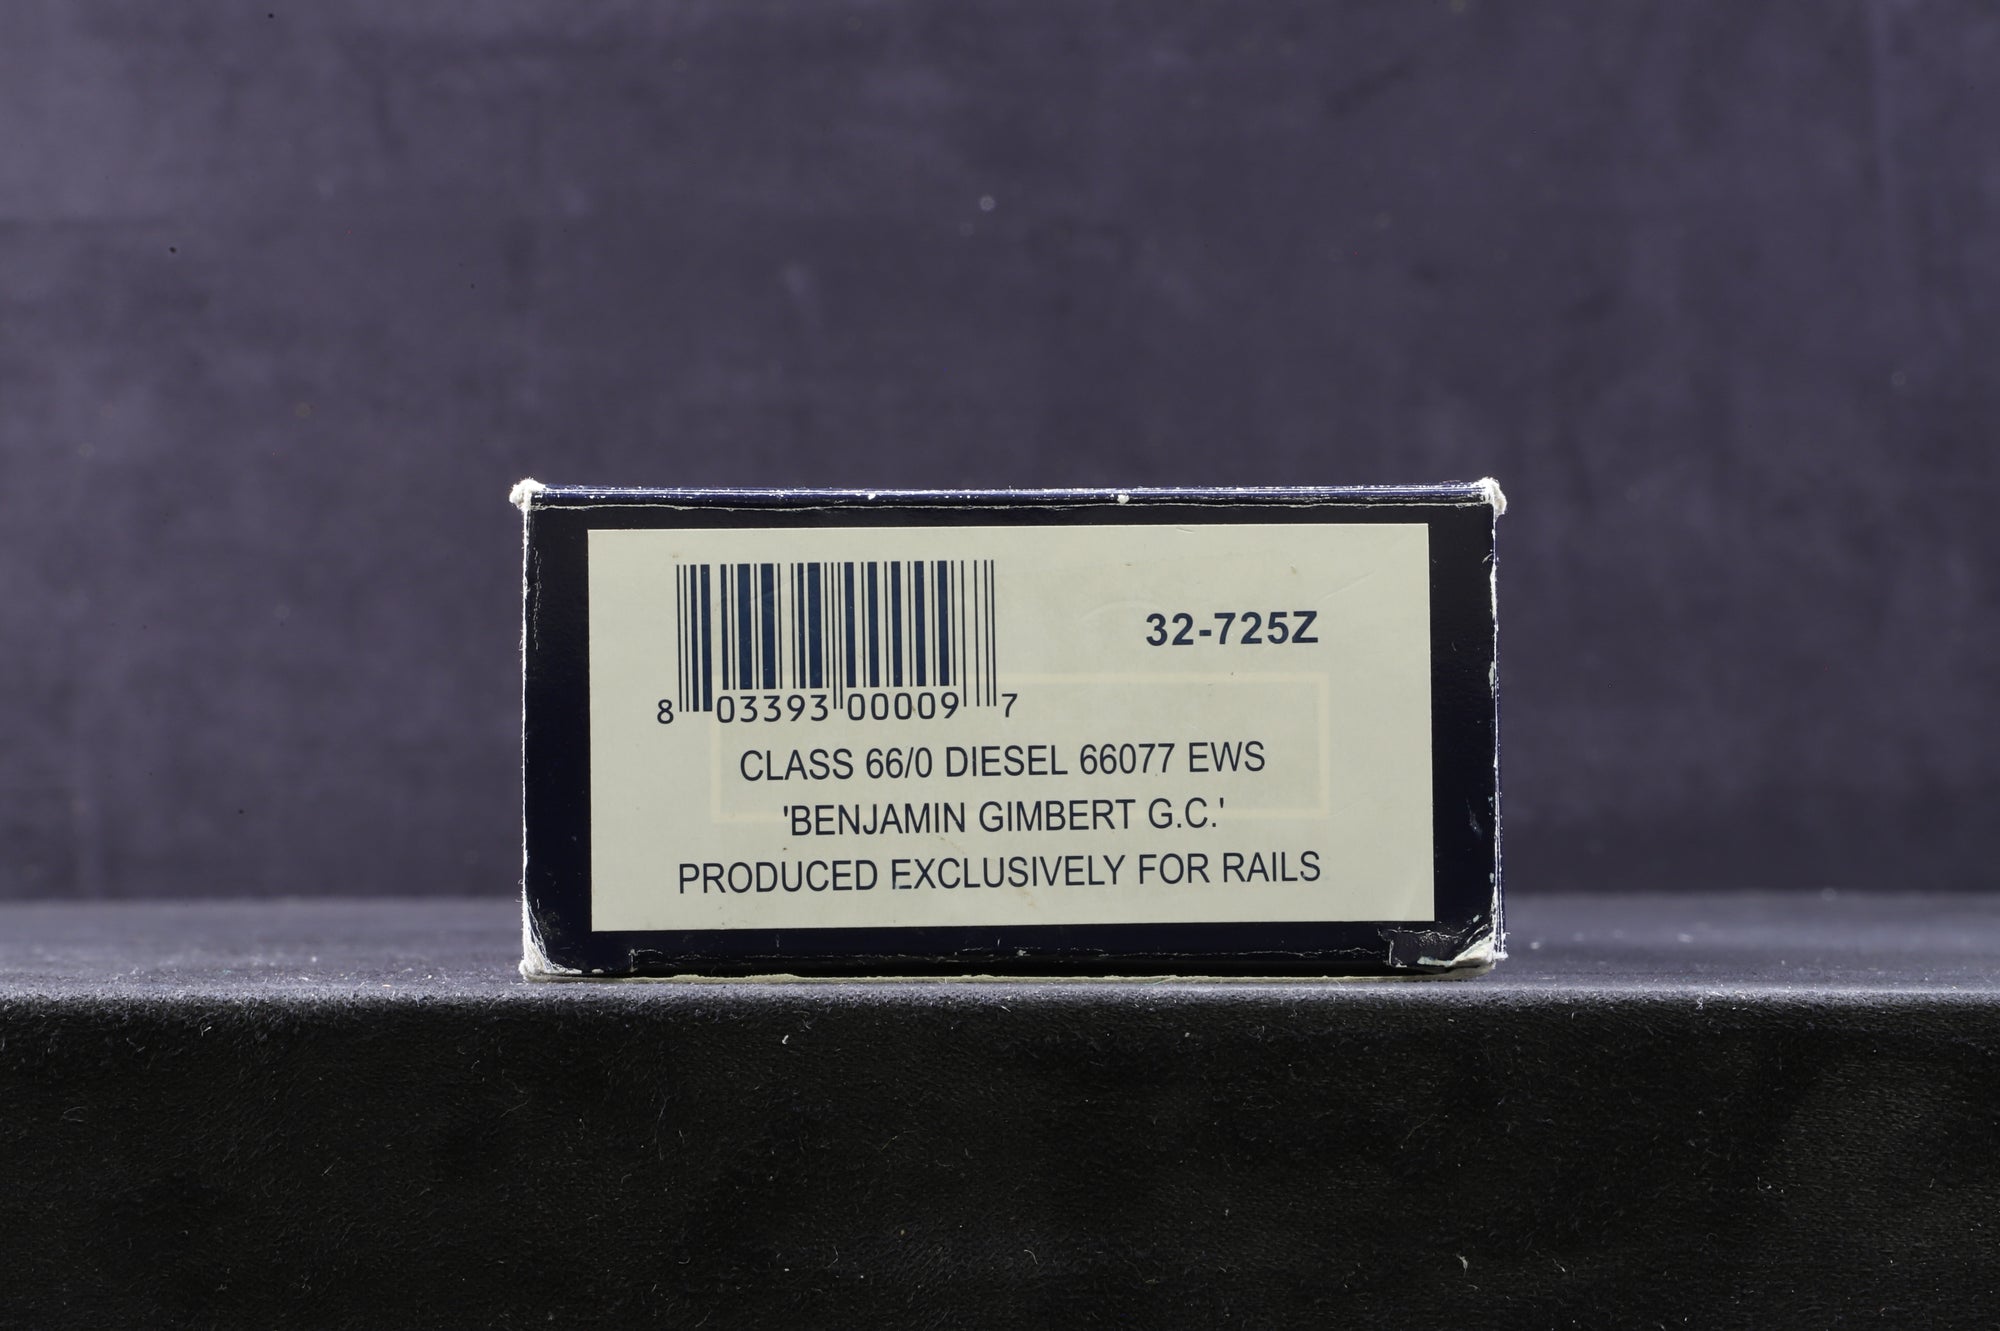 32-725Z
8 03393 00009 7
CLASS 66/0 DIESEL 66077 EWS
'BENJAMIN GIMBERT G.C.'
PRODUCED EXCLUSIVELY FOR RAILS